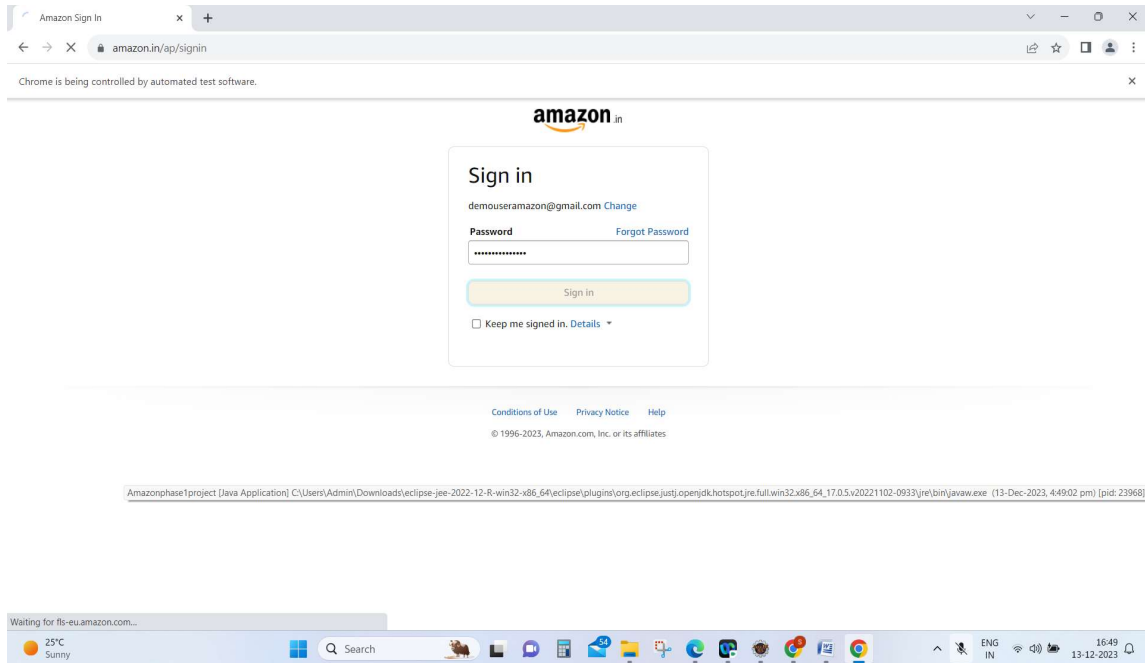 Amazon Sign In
amazon.in/ap/signin
Chrome is being controlled by automated test software.
amazon.in
Sign in
demouseramazon@gmail.com Change
Password Forgot Password
•••••••••••••••
Sign in
Keep me signed in. Details
Conditions of Use Privacy Notice Help
© 1996-2023, Amazon.com, Inc. or its affiliates
Amazonphase1project [Java Application] C:\Users\Admin\Downloads\eclipse-jee-2022-12-R-win32-x86_64\eclipse\plugins\org.eclipse.justj.openjdk.hotspot.jre.full.win32.x86_64_17.0.5.v20221102-0933\jre\bin\javaw.exe (13-Dec-2023, 4:49:02 pm) [pid: 23968]
Waiting for fls-eu.amazon.com...
25°C
Sunny
Search
54
ENG
IN
16:49
13-12-2023